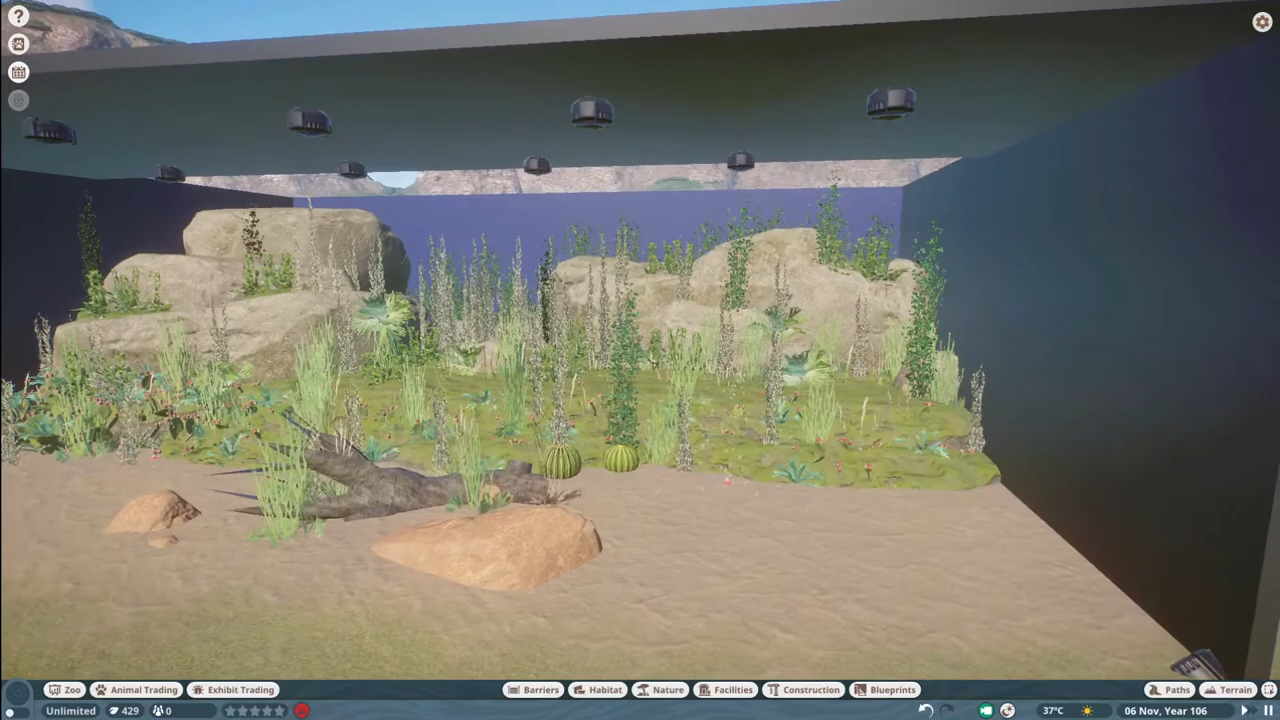 ?
Zoo Animal Trading Exhibit Trading Barriers Habitat Nature Facilities Construction Blueprints Paths Terrain
Unlimited 429 0 37°C 06 Nov, Year 106